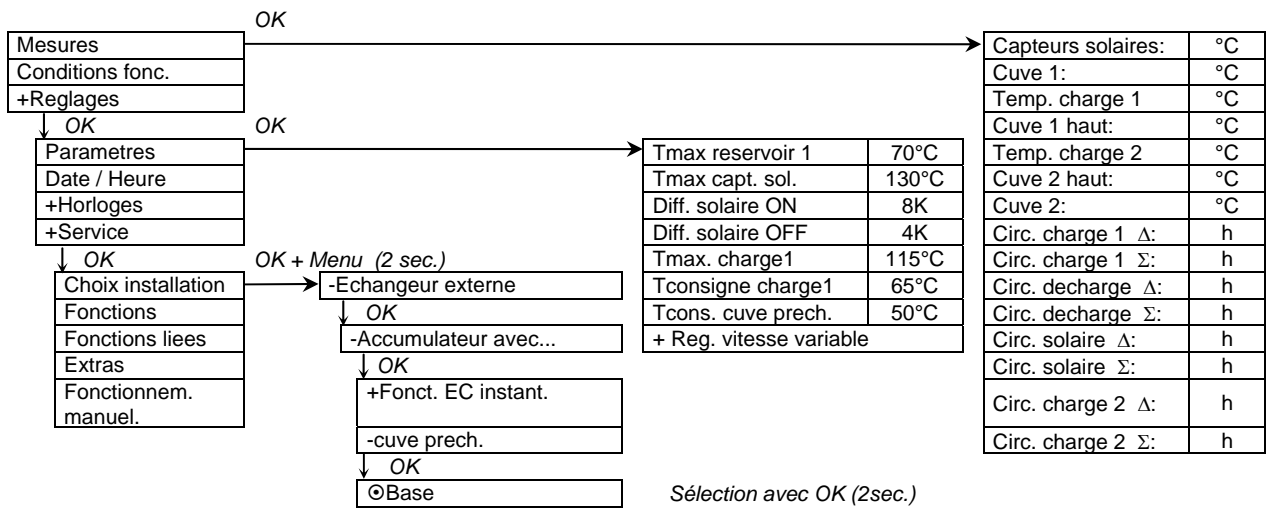 OK
Mesures
Conditions fonc.
+Reglages
OK
OK
Parametres
Date / Heure
+Horloges
+Service
OK
OK + Menu (2 sec.)
Choix installation
Fonctions
Fonctions liees
Extras
Fonctionnem.
manuel.
-Echangeur externe
OK
-Accumulateur avec...
OK
+Fonct. EC instant.
-cuve prech.
OK
⊙Base
Sélection avec OK (2sec.)
Tmax reservoir 1 70°C
Tmax capt. sol. 130°C
Diff. solaire ON 8K
Diff. solaire OFF 4K
Tmax. charge1 115°C
Tconsigne charge1 65°C
Tcons. cuve prech. 50°C
+ Reg. vitesse variable
Capteurs solaires: °C
Cuve 1: °C
Temp. charge 1 °C
Cuve 1 haut: °C
Temp. charge 2 °C
Cuve 2 haut: °C
Cuve 2: °C
Circ. charge 1 Δ: h
Circ. charge 1 Σ: h
Circ. decharge Δ: h
Circ. decharge Σ: h
Circ. solaire Δ: h
Circ. solaire Σ: h
Circ. charge 2 Δ: h
Circ. charge 2 Σ: h